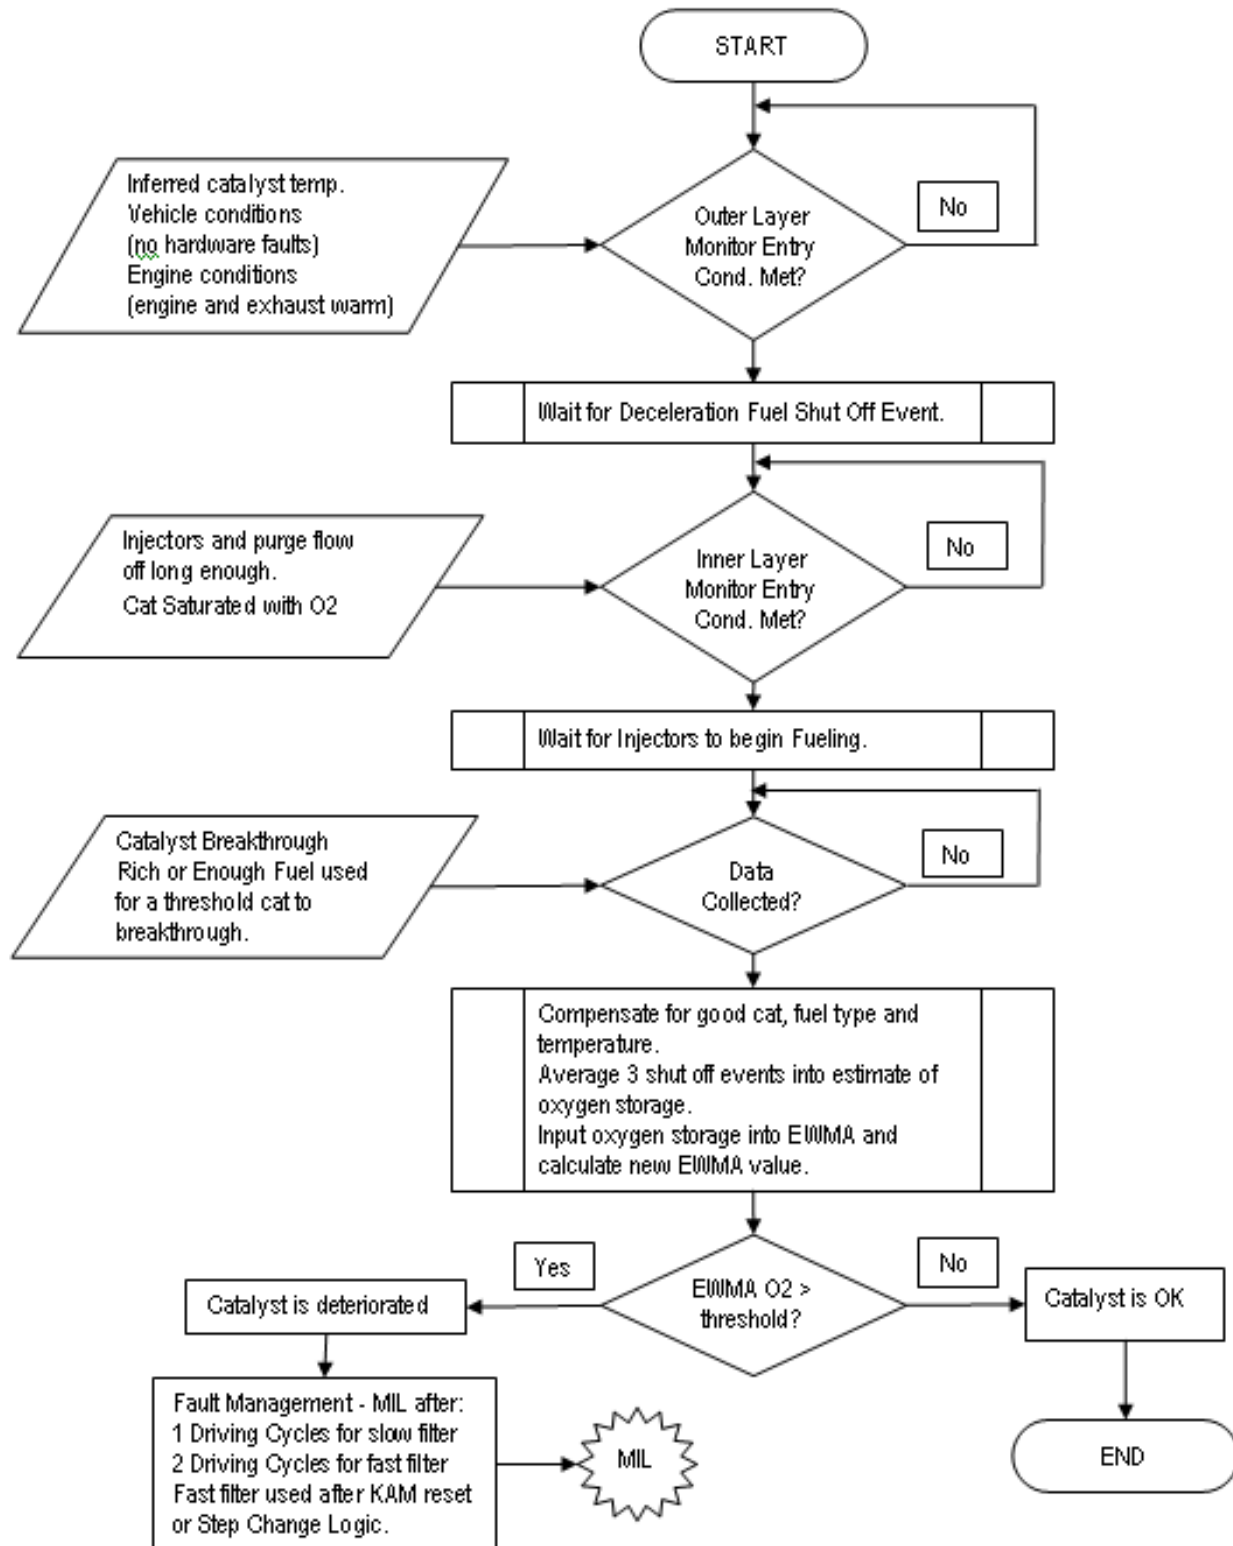 START
Inferred catalyst temp.
Vehicle conditions
(no hardware faults)
Engine conditions
(engine and exhaust warm)
Outer Layer
Monitor Entry
Cond. Met?
No
Wait for Deceleration Fuel Shut Off Event.
Injectors and purge flow
off long enough.
Cat Saturated with O2
Inner Layer
Monitor Entry
Cond. Met?
No
Wait for Injectors to begin Fueling.
Catalyst Breakthrough
Rich or Enough Fuel used
for a threshold cat to
breakthrough.
Data
Collected?
No
Compensate for good cat, fuel type and
temperature.
Average 3 shut off events into estimate of
oxygen storage.
Input oxygen storage into EWMA and
calculate new EWMA value.
Yes
EWMA O2 >
threshold?
No
Catalyst is deteriorated
Catalyst is OK
Fault Management - MIL after:
1 Driving Cycles for slow filter
2 Driving Cycles for fast filter
Fast filter used after KAM reset
or Step Change Logic.
MIL
END